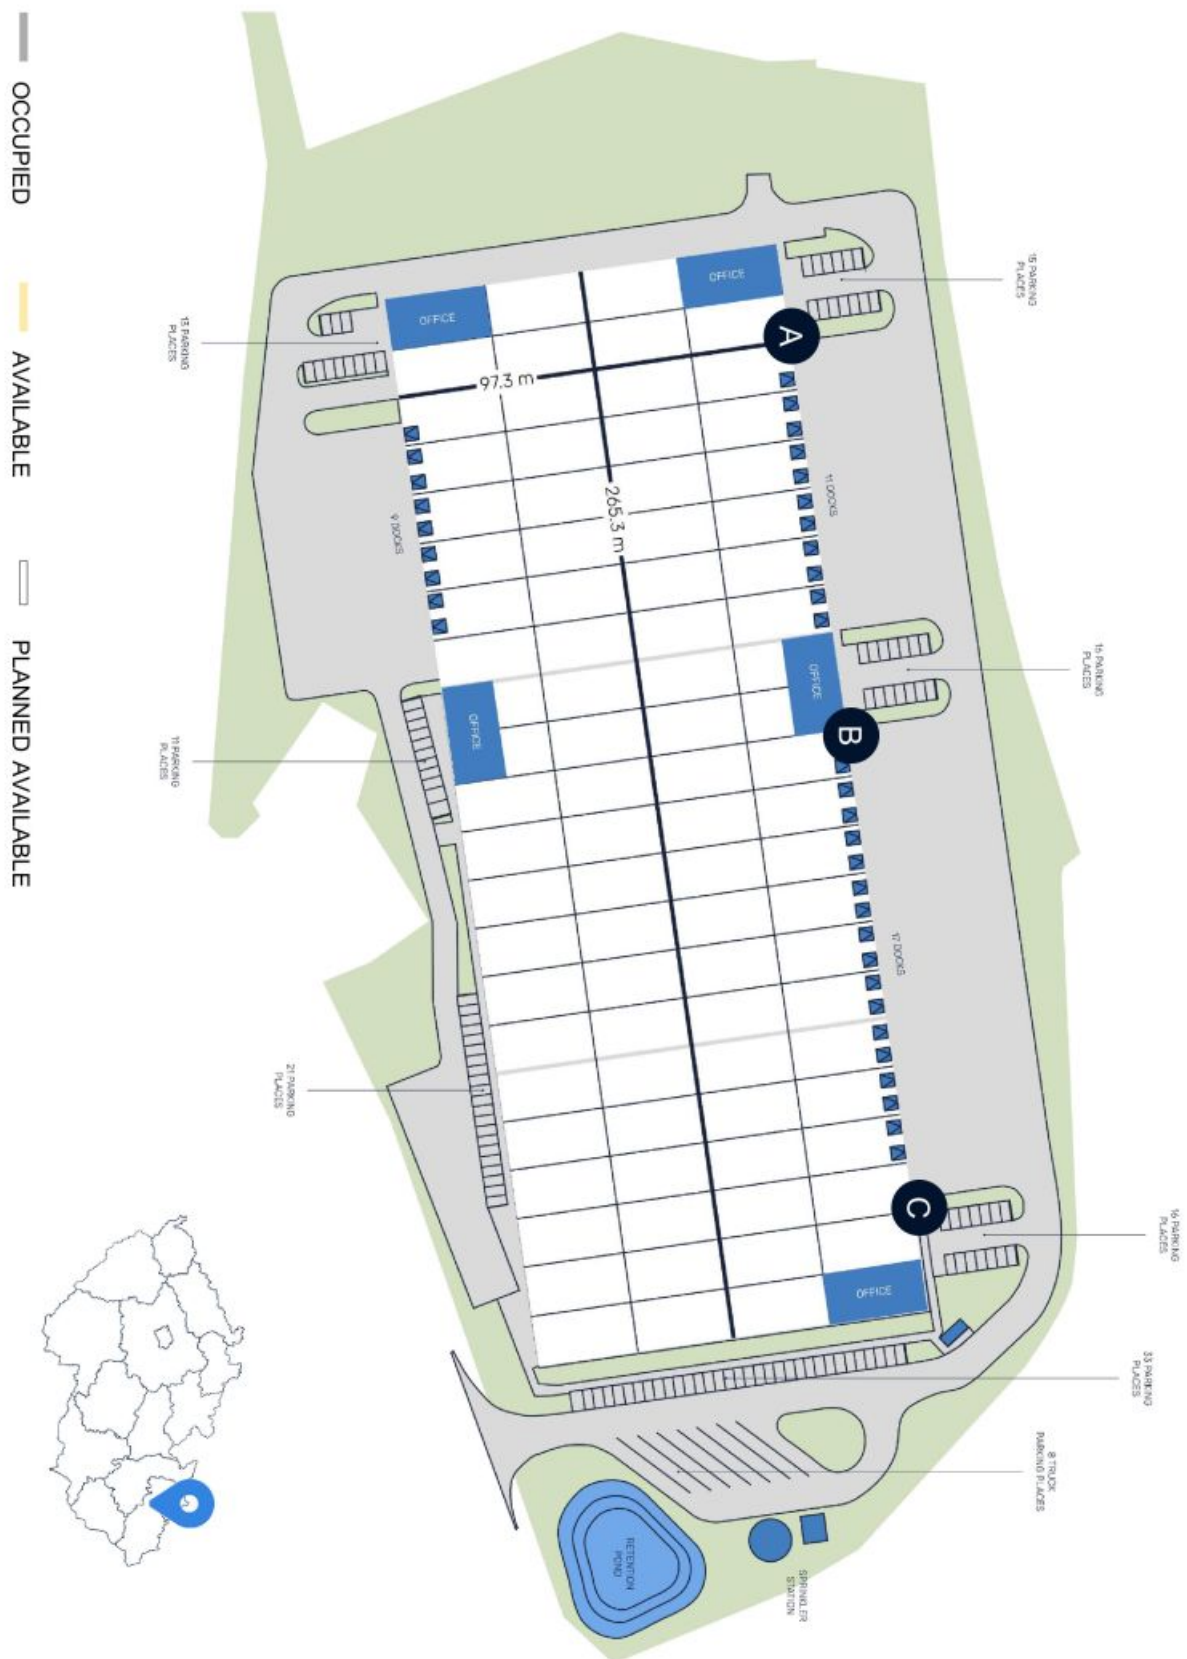 15 PARKING
PLACES
16 PARKING
PLACES
16 PARKING
PLACES
33 PARKING
PLACES
8 TRUCK
PARKING PLACES
SPRINKLER
STATION
RETENTION
POND
OFFICE
A
11 DOCKS
OFFICE
B
17 DOCKS
C
OFFICE
97.3 m
265.3 m
OFFICE
9 DOCKS
OFFICE
13 PARKING
PLACES
11 PARKING
PLACES
21 PARKING
PLACES
OCCUPIED
AVAILABLE
PLANNED AVAILABLE